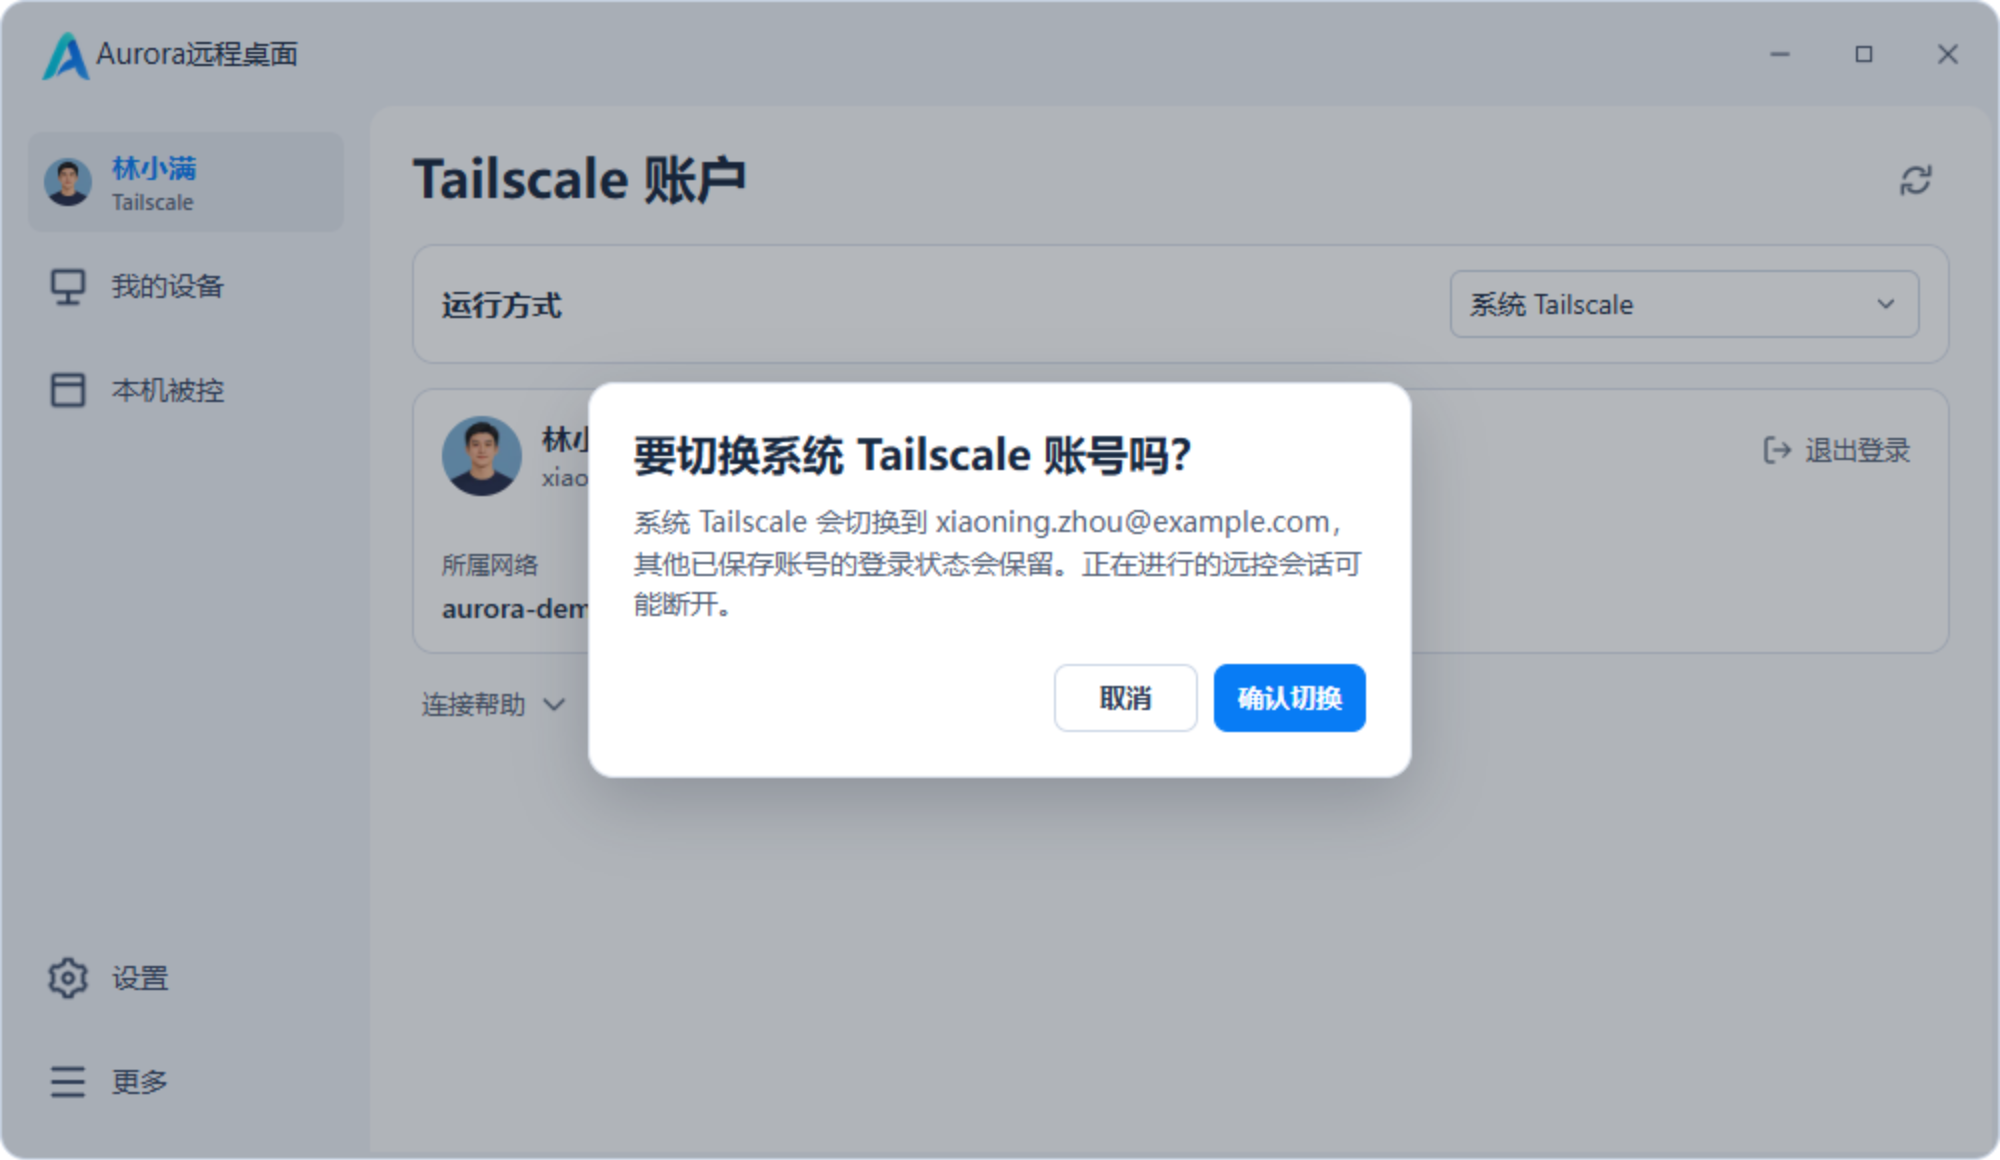 Aurora远程桌面
林小满
Tailscale
我的设备
本机被控
设置
更多
Tailscale 账户
运行方式
系统 Tailscale
林小
xiao
退出登录
所属网络
aurora-dem
连接帮助
要切换系统 Tailscale 账号吗?
系统 Tailscale 会切换到 xiaoning.zhou@example.com,
其他已保存账号的登录状态会保留。正在进行的远控会话可
能断开。
取消
确认切换